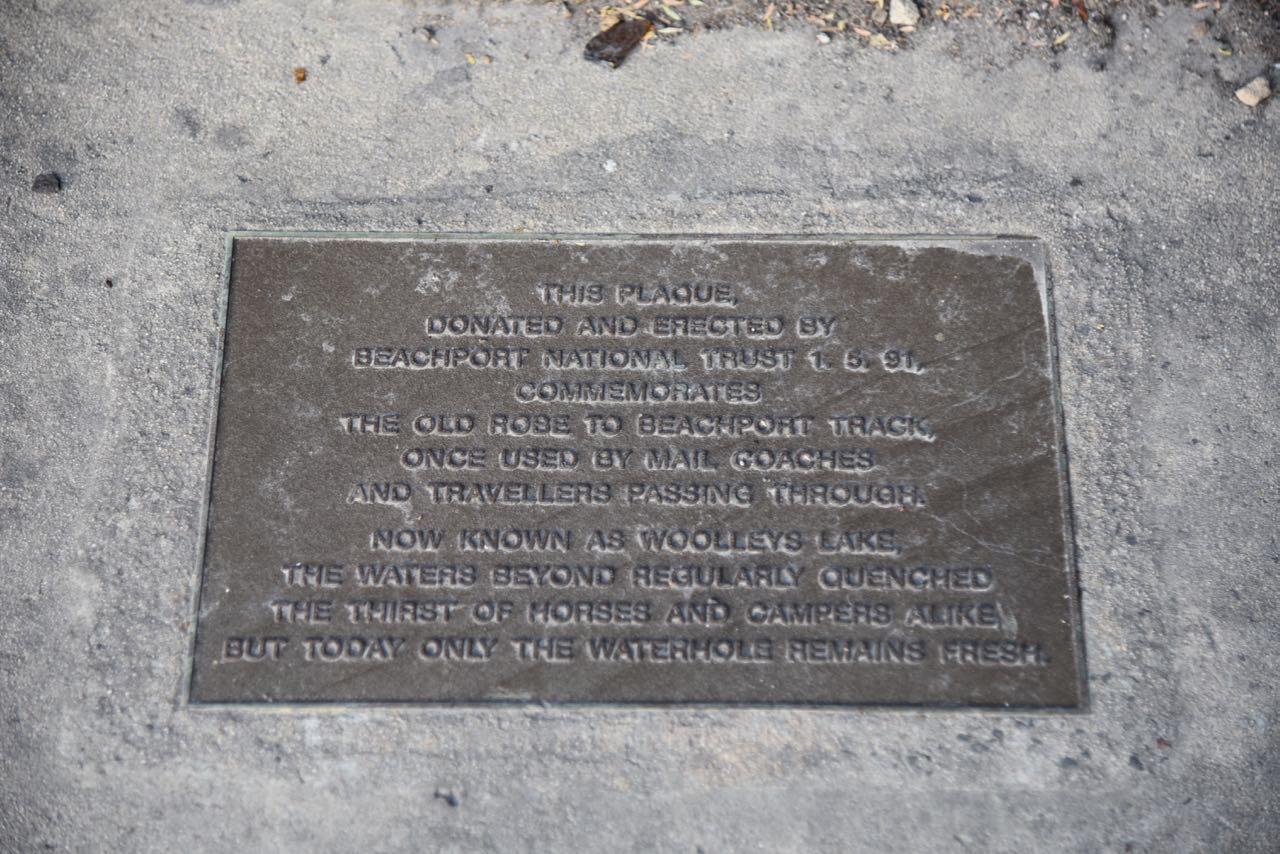 THIS PLAQUE,
DONATED AND ERECTED BY
BEACHPORT NATIONAL TRUST 1. 5. 91,
COMMEMORATES
THE OLD ROBE TO BEACHPORT TRACK,
ONCE USED BY MAIL COACHES
AND TRAVELLERS PASSING THROUGH.
NOW KNOWN AS WOOLLEYS LAKE,
THE WATERS BEYOND REGULARLY QUENCHED
THE THIRST OF HORSES AND CAMPERS ALIKE,
BUT TODAY ONLY THE WATERHOLE REMAINS FRESH.